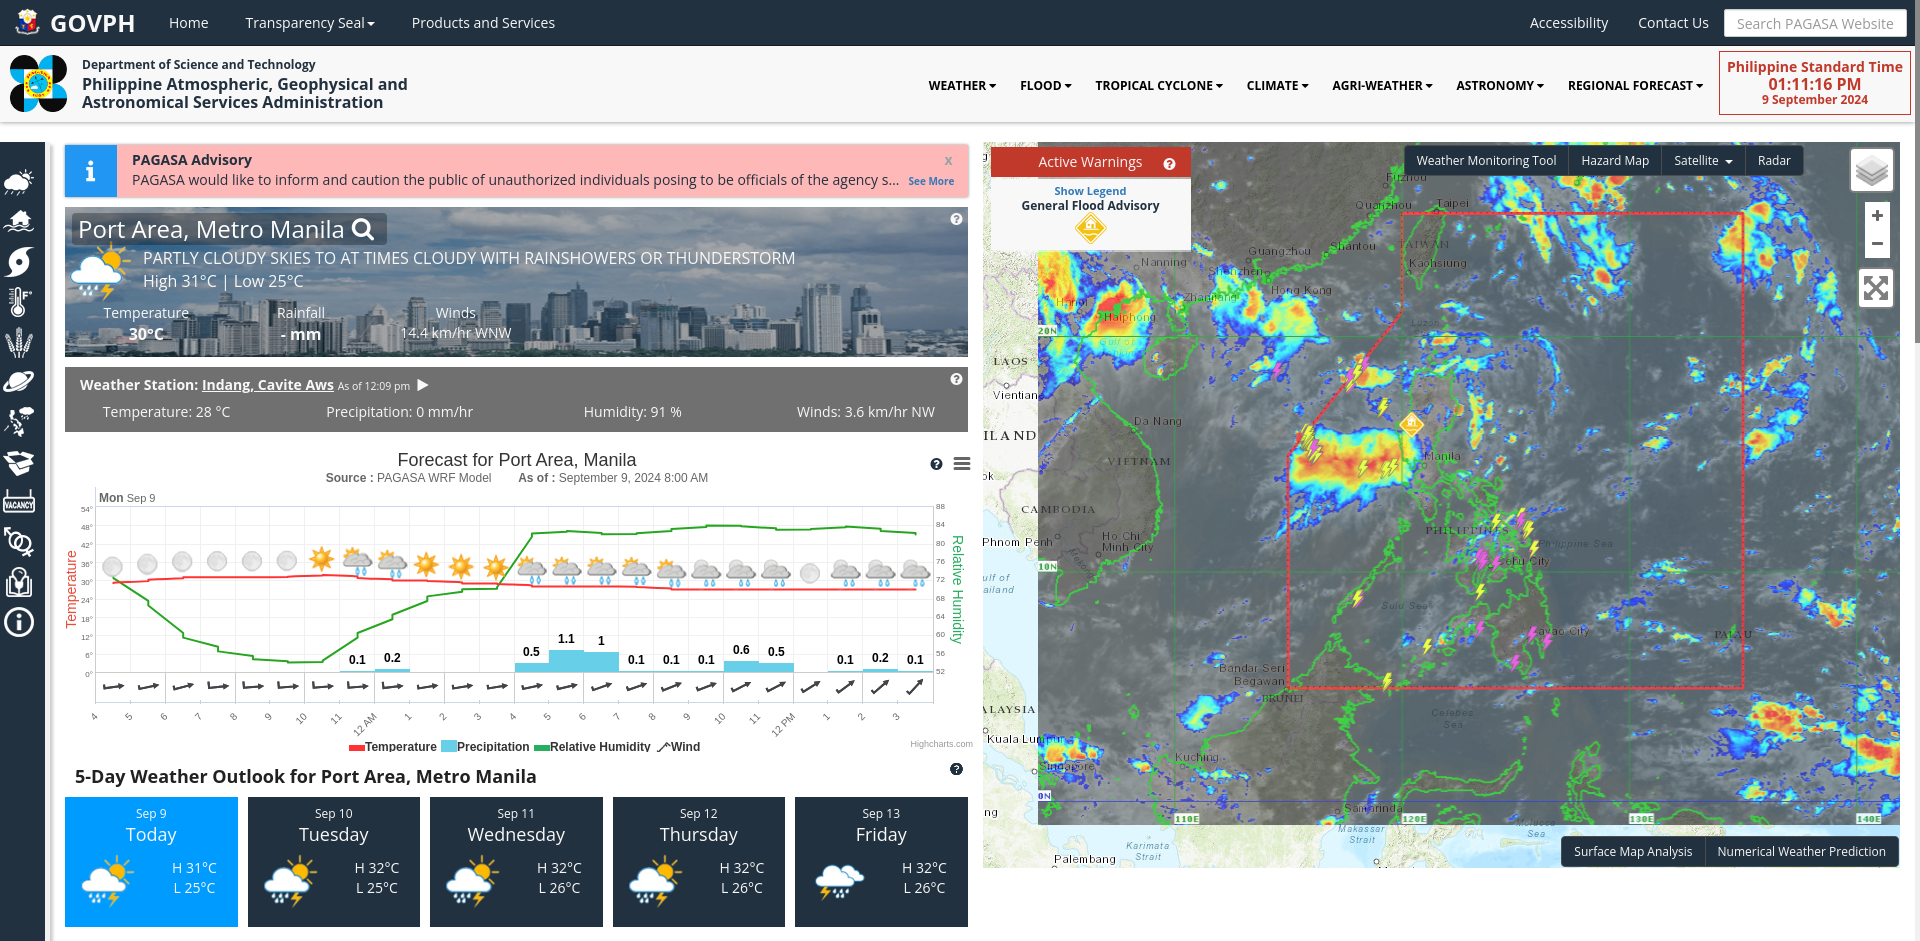 GOVPH Home Transparency Seal Products and Services Accessibility Contact Us Search PAGASA Website
Department of Science and Technology
Philippine Atmospheric, Geophysical and
Astronomical Services Administration
WEATHER FLOOD TROPICAL CYCLONE CLIMATE AGRI-WEATHER ASTRONOMY REGIONAL FORECAST
Philippine Standard Time
01:11:16 PM
9 September 2024
VACANCY
PAGASA Advisory x
PAGASA would like to inform and caution the public of unauthorized individuals posing to be officials of the agency s... See More
Port Area, Metro Manila
PARTLY CLOUDY SKIES TO AT TIMES CLOUDY WITH RAINSHOWERS OR THUNDERSTORM
High 31°C | Low 25°C
Temperature Rainfall Winds
30°C - mm 14.4 km/hr WNW
Weather Station: Indang, Cavite Aws As of 12:09 pm
Temperature: 28 °C Precipitation: 0 mm/hr Humidity: 91 % Winds: 3.6 km/hr NW
Forecast for Port Area, Manila
Source : PAGASA WRF Model As of : September 9, 2024 8:00 AM
Mon Sep 9
Temperature
54°
48°
42°
36°
30°
24°
18°
12°
6°
0°
88
84
80
76
72
68
64
60
56
52
Relative Humidity
0.1 0.2 0.5 1.1 1 0.1 0.1 0.1 0.6 0.5 0.1 0.2 0.1
4 5 6 7 8 9 10 11 12 AM 1 2 3 4 5 6 7 8 9 10 11 12 PM 1 2 3
Temperature Precipitation Relative Humidity Wind
Highcharts.com
5-Day Weather Outlook for Port Area, Metro Manila
Sep 9
Today
H 31°C
L 25°C
Sep 10
Tuesday
H 32°C
L 25°C
Sep 11
Wednesday
H 32°C
L 26°C
Sep 12
Thursday
H 32°C
L 26°C
Sep 13
Friday
H 32°C
L 26°C
Active Warnings
Show Legend
General Flood Advisory
Weather Monitoring Tool Hazard Map Satellite Radar
+
−
Fuzhou
Quanzhou
Taipei
Shantou
TAIWAN
Guangzhou
Kaohsiung
Nanning
Shenzhen
Hong Kong
Zhanjiang
Hanoi
Haiphong
20N
Gulf of
Luzon
LAOS
Vientian
Da Nang
ILAND
VIETNAM
Manila
ok
CAMBODIA
PHILIPPINES
Phnom Penh
Ho Chi
Minh City
Philippine Sea
Cebu City
10N
ulf of
ailand
Sulu Sea
Davao City
PALAU
Bandar Seri
Begawan
BRUNEI
ALAYSIA
Celebes
Sea
Kuala Lumpur
Kuching
Singapore
0N
Samarinda
110E 120E 130E 140E
ng
Makassar
Strait
Molucca
Sea
Karimata
Strait
Palembang
Surface Map Analysis Numerical Weather Prediction